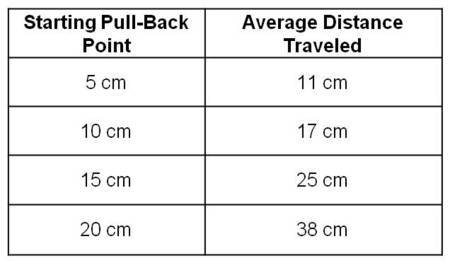 Starting Pull-Back Average Distance
Point Traveled
5 cm 11 cm
10 cm 17 cm
15 cm 25 cm
20 cm 38 cm